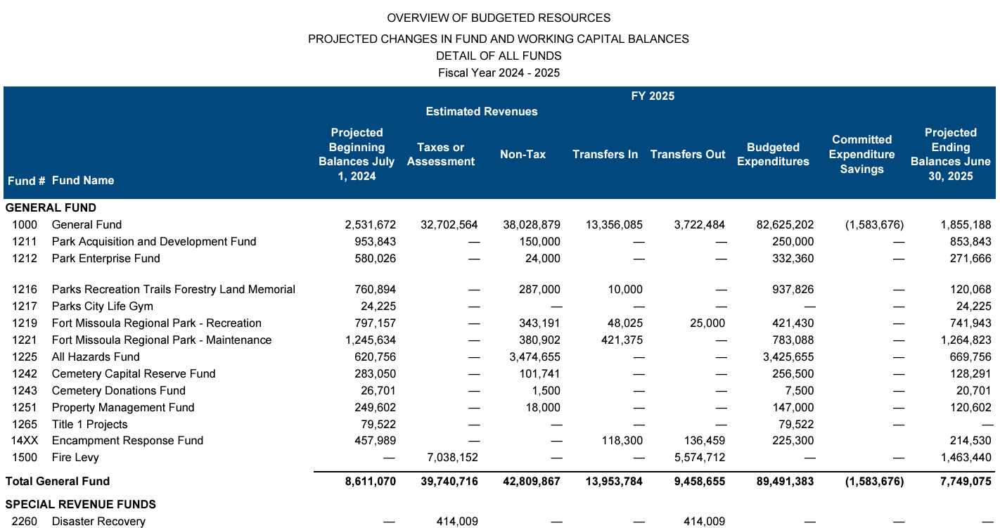 OVERVIEW OF BUDGETED RESOURCES
PROJECTED CHANGES IN FUND AND WORKING CAPITAL BALANCES
DETAIL OF ALL FUNDS
Fiscal Year 2024 - 2025
FY 2025
Estimated Revenues
Fund # Fund Name Projected Beginning Balances July 1, 2024 Taxes or Assessment Non-Tax Transfers In Transfers Out Budgeted Expenditures Committed Expenditure Savings Projected Ending Balances June 30, 2025
GENERAL FUND
1000 General Fund 2,531,672 32,702,564 38,028,879 13,356,085 3,722,484 82,625,202 (1,583,676) 1,855,188
1211 Park Acquisition and Development Fund 953,843 — 150,000 — — 250,000 — 853,843
1212 Park Enterprise Fund 580,026 — 24,000 — — 332,360 — 271,666
1216 Parks Recreation Trails Forestry Land Memorial 760,894 — 287,000 10,000 — 937,826 — 120,068
1217 Parks City Life Gym 24,225 — — — — — — 24,225
1219 Fort Missoula Regional Park - Recreation 797,157 — 343,191 48,025 25,000 421,430 — 741,943
1221 Fort Missoula Regional Park - Maintenance 1,245,634 — 380,902 421,375 — 783,088 — 1,264,823
1225 All Hazards Fund 620,756 — 3,474,655 — — 3,425,655 — 669,756
1242 Cemetery Capital Reserve Fund 283,050 — 101,741 — — 256,500 — 128,291
1243 Cemetery Donations Fund 26,701 — 1,500 — — 7,500 — 20,701
1251 Property Management Fund 249,602 — 18,000 — — 147,000 — 120,602
1265 Title 1 Projects 79,522 — — — — 79,522 — —
14XX Encampment Response Fund 457,989 — — 118,300 136,459 225,300 214,530
1500 Fire Levy — 7,038,152 — — 5,574,712 — — 1,463,440
Total General Fund 8,611,070 39,740,716 42,809,867 13,953,784 9,458,655 89,491,383 (1,583,676) 7,749,075
SPECIAL REVENUE FUNDS
2260 Disaster Recovery — 414,009 — — 414,009 — — —